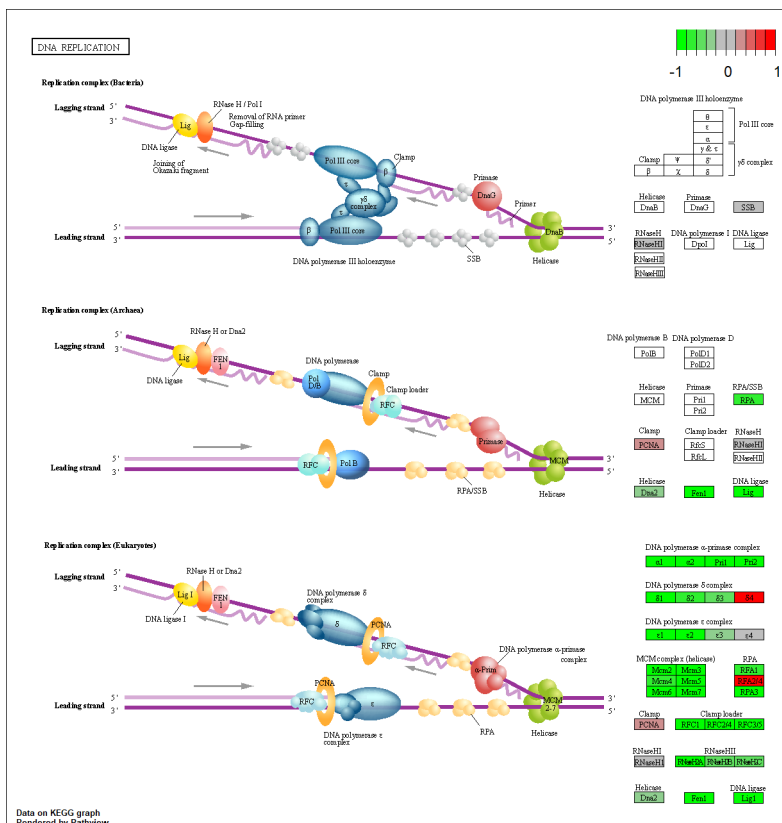 DNA REPLICATION
-1 0 1
Replication complex (Bacteria)
Lagging strand
5'
3'
Lig
RNase H / Pol I
Removal of RNA primer
Gap-filling
DNA ligase
Joining of
Okazaki fragment
Pol III core
Clamp
β
τ
γδ
complex
τ
Primase
DnaG
Primer
Leading strand
5'
3'
β
Pol III core
DNA polymerase III holoenzyme
SSB
DnaB
Helicase
3'
5'
DNA polymerase III holoenzyme
θ
ε
α
γ & τ
Pol III core
γδ complex
Clamp Ψ δ'
β χ δ
Helicase Primase
DnaB DnaG SSB
RNaseH DNA polymerase I DNA ligase
RNaseHI DpoI Lig
RNaseHII
RNaseHIII
Replication complex (Archaea)
Lagging strand
5'
3'
Lig
RNase H or Dna2
FEN
1
DNA ligase
DNA polymerase
Pol
D/B
Clamp
Clamp loader
RFC
Primase
Leading strand
5'
3'
RFC
Pol B
RPA/SSB
MCM
Helicase
3'
5'
DNA polymerase B DNA polymerase D
PolB PolD1
PolD2
Helicase Primase RPA/SSB
MCM Pri1 RPA
Pri2
Clamp Clamp loader RNaseH
PCNA RfcS RNaseHI
RfcL RNaseHII
Helicase DNA ligase
Dna2 Fen1 Lig
Replication complex (Eukaryotes)
Lagging strand
5'
3'
Lig I
RNase H or Dna2
FEN
1
DNA ligase I
DNA polymerase δ
complex
δ
PCNA
RFC
DNA polymerase α-primase
complex
α-Prim
Leading strand
5'
3'
RFC
PCNA
ε
DNA polymerase ε
complex
RPA
MCM
2-7
Helicase
3'
5'
DNA polymerase α-primase complex
α1 α2 Pri1 Pri2
DNA polymerase δ complex
δ1 δ2 δ3 δ4
DNA polymerase ε complex
ε1 ε2 ε3 ε4
MCM complex (helicase) RPA
Mcm2 Mcm3 RFA1
Mcm4 Mcm5 RFA2/4
Mcm6 Mcm7 RPA3
Clamp Clamp loader
PCNA RFC1 RFC2/4 RFC3/5
RNaseHI RNaseHII
RNaseH1 RNaseH2A RNaseH2B RNaseH2C
Helicase DNA ligase
Dna2 Fen1 Lig1
Data on KEGG graph
Rendered by Pathview